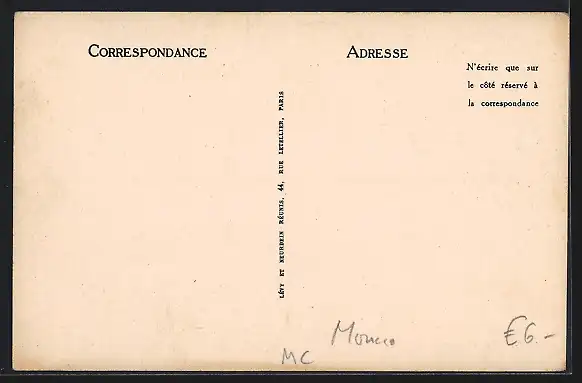 CORRESPONDANCE
ADRESSE
N'écrire que sur
le côté réservé à
la correspondance
LÉVY ET NEURDEIN RÉUNIS, 44, RUE LETELLIER, PARIS
Monaco
MC
€ 6.-